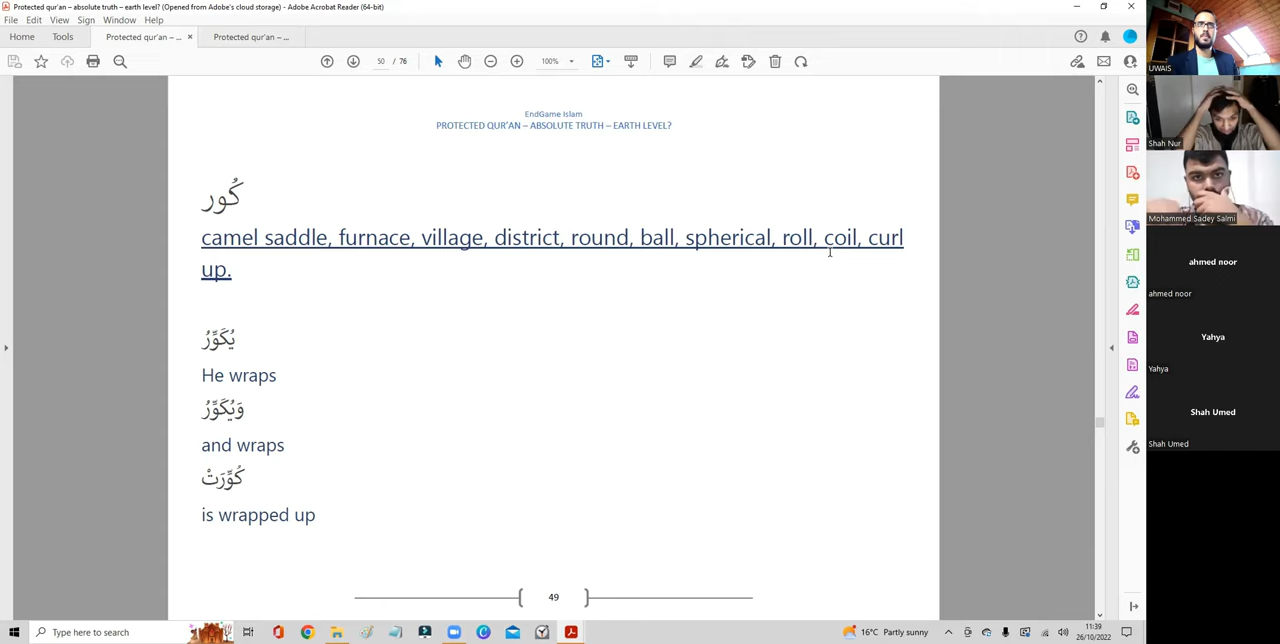 Protected qur'an – absolute truth – earth level? (Opened from Adobe's cloud storage) - Adobe Acrobat Reader (64-bit)
File Edit View Sign Window Help
Home Tools Protected qur'an – ... × Protected qur'an – ...
50 / 76 100%
EndGame Islam
PROTECTED QUR'AN – ABSOLUTE TRUTH – EARTH LEVEL?
كُور
camel saddle, furnace, village, district, round, ball, spherical, roll, coil, curl
up.
يُكَوِّرُ
He wraps
وَيُكَوِّرُ
and wraps
كُوِّرَتْ
is wrapped up
49
UWAIS
Shah Nur
Mohammed Sadey Salmi
ahmed noor
ahmed noor
Yahya
Yahya
Shah Umed
Shah Umed
Type here to search
16°C Partly sunny
11:39
26/10/2022